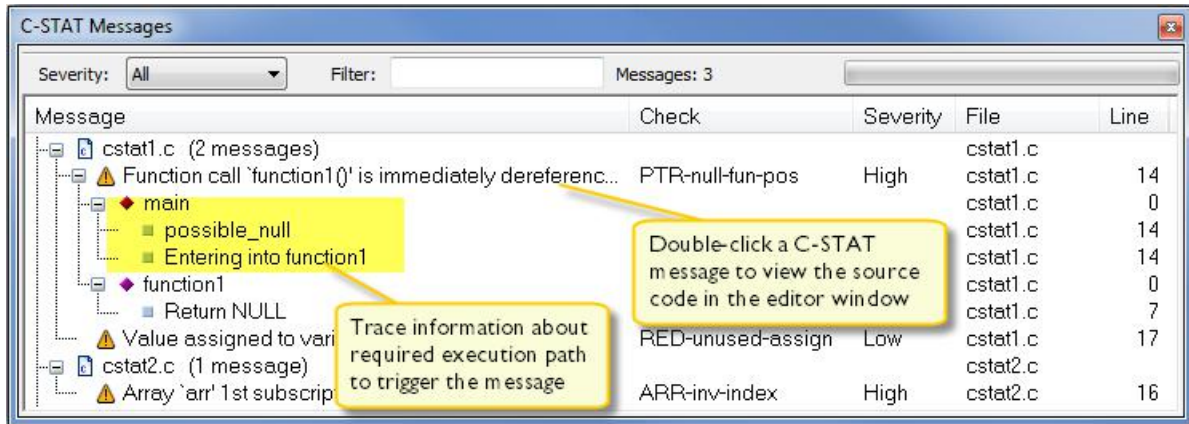 C-STAT Messages
Severity: All Filter: Messages: 3
Message Check Severity File Line
cstat1.c (2 messages) cstat1.c
Function call `function1()' is immediately dereferenc... PTR-null-fun-pos High cstat1.c 14
main cstat1.c 0
possible_null cstat1.c 14
Entering into function1 cstat1.c 14
function1 cstat1.c 0
Return NULL cstat1.c 7
Value assigned to vari RED-unused-assign Low cstat1.c 17
cstat2.c (1 message) cstat2.c
Array `arr' 1st subscrip ARR-inv-index High cstat2.c 16
Double-click a C-STAT
message to view the source
code in the editor window
Trace information about
required execution path
to trigger the message